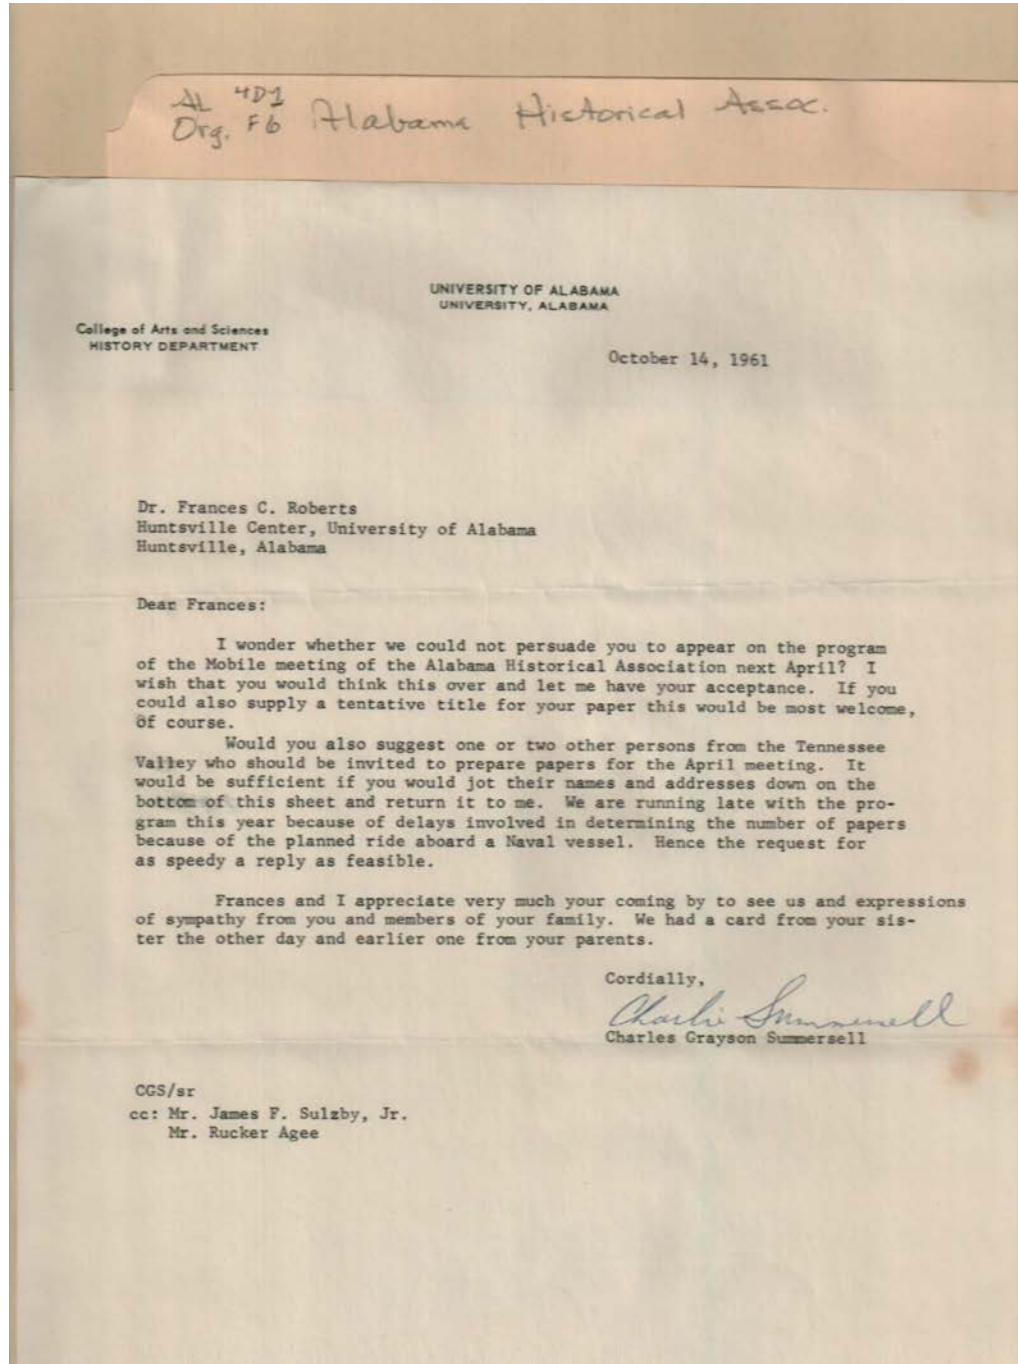 AL 4D1
Org. F6 Alabama Historical Assoc.
UNIVERSITY OF ALABAMA
UNIVERSITY, ALABAMA
College of Arts and Sciences
HISTORY DEPARTMENT
October 14, 1961
Dr. Frances C. Roberts
Huntsville Center, University of Alabama
Huntsville, Alabama
Dear Frances:
I wonder whether we could not persuade you to appear on the program
of the Mobile meeting of the Alabama Historical Association next April? I
wish that you would think this over and let me have your acceptance. If you
could also supply a tentative title for your paper this would be most welcome,
of course.
Would you also suggest one or two other persons from the Tennessee
Valley who should be invited to prepare papers for the April meeting. It
would be sufficient if you would jot their names and addresses down on the
bottom of this sheet and return it to me. We are running late with the pro-
gram this year because of delays involved in determining the number of papers
because of the planned ride aboard a Naval vessel. Hence the request for
as speedy a reply as feasible.
Frances and I appreciate very much your coming by to see us and expressions
of sympathy from you and members of your family. We had a card from your sis-
ter the other day and earlier one from your parents.
Cordially,
Charlie Summersell
Charles Grayson Summersell
CGS/sr
cc: Mr. James F. Sulzby, Jr.
Mr. Rucker Agee